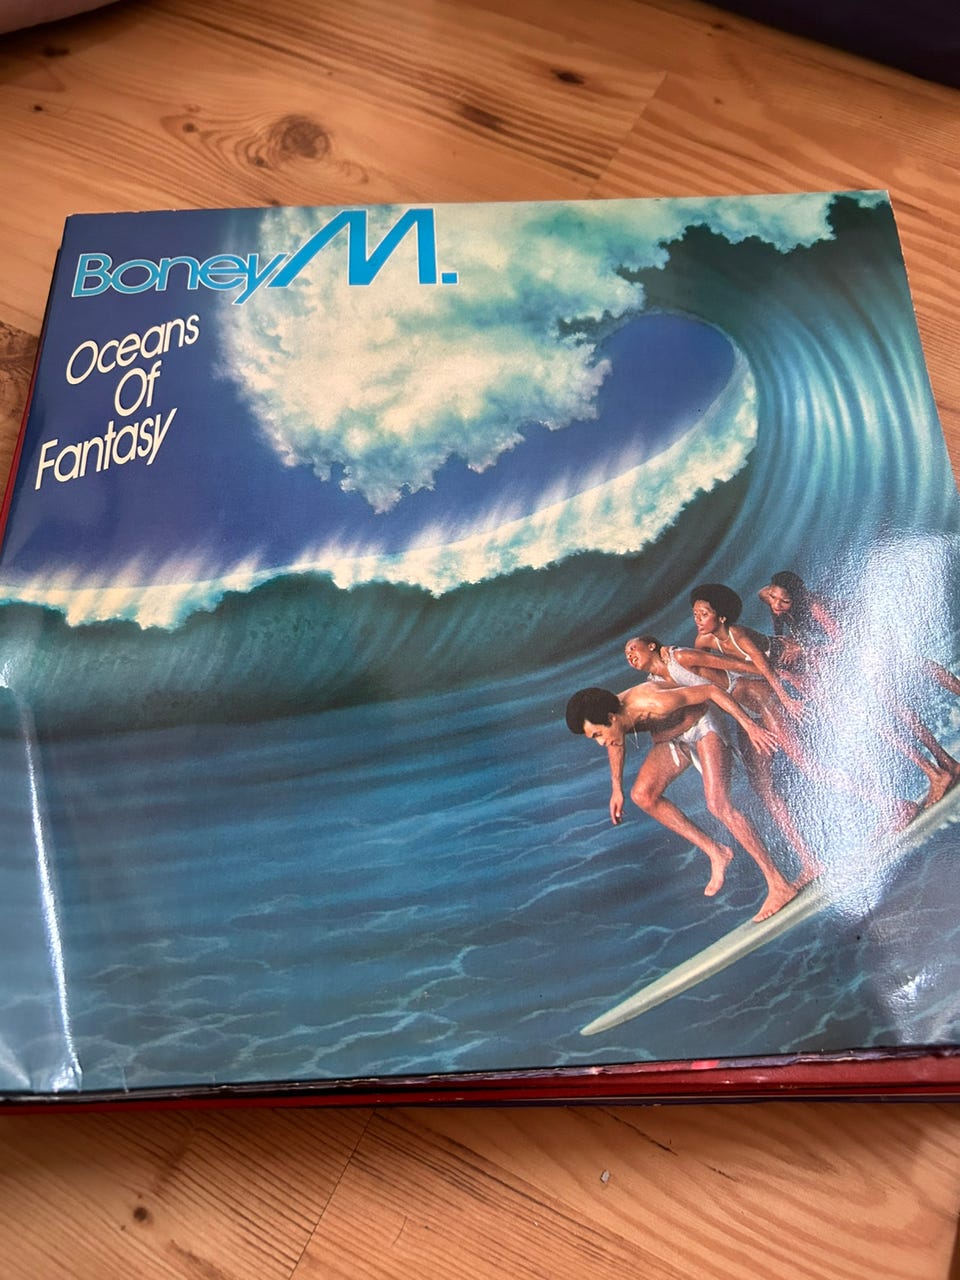 Boney M.
Oceans
Of
Fantasy